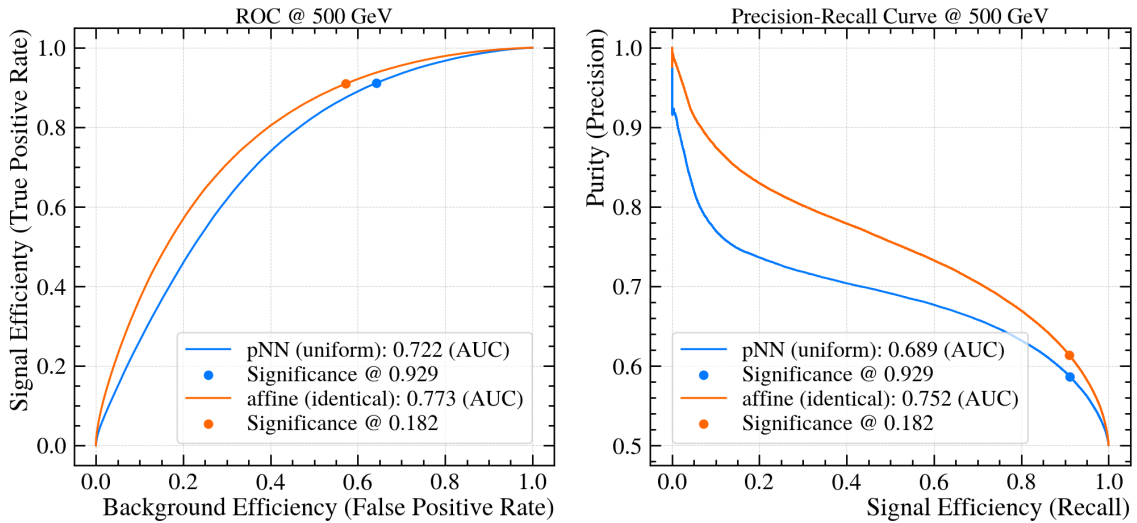 ROC @ 500 GeV
Signal Efficiency (True Positive Rate)
1.0
0.8
0.6
0.4
0.2
0.0
pNN (uniform): 0.722 (AUC)
Significance @ 0.929
affine (identical): 0.773 (AUC)
Significance @ 0.182
0.0 0.2 0.4 0.6 0.8 1.0
Background Efficiency (False Positive Rate)
Precision-Recall Curve @ 500 GeV
Purity (Precision)
1.0
0.9
0.8
0.7
0.6
0.5
pNN (uniform): 0.689 (AUC)
Significance @ 0.929
affine (identical): 0.752 (AUC)
Significance @ 0.182
0.0 0.2 0.4 0.6 0.8 1.0
Signal Efficiency (Recall)